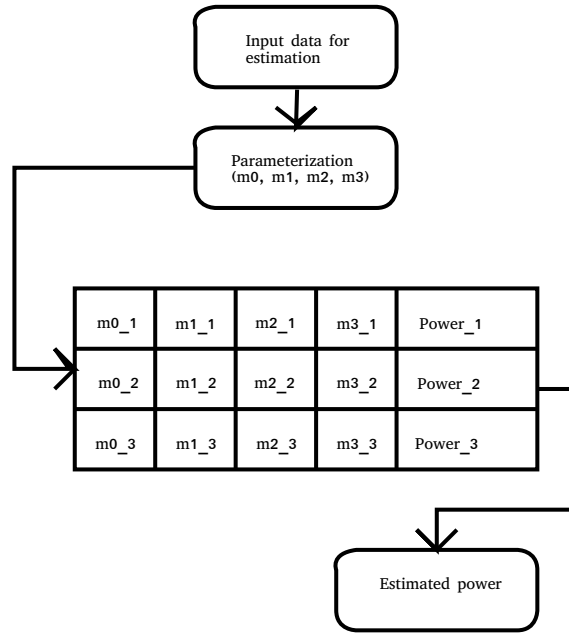 Input data for
estimation
Parameterization
(m0, m1, m2, m3)
m0_1 m1_1 m2_1 m3_1 Power_1
m0_2 m1_2 m2_2 m3_2 Power_2
m0_3 m1_3 m2_3 m3_3 Power_3
Estimated power